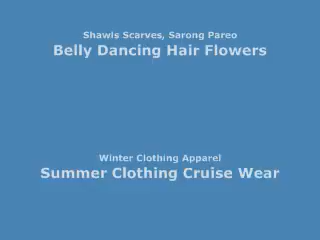 Shawls Scarves, Sarong Pareo
Belly Dancing Hair Flowers
Winter Clothing Apparel
Summer Clothing Cruise Wear